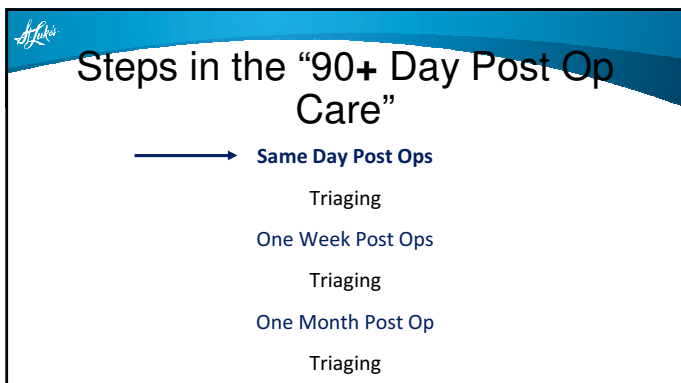 St. Luke's
Steps in the “90+ Day Post Op
Care”
Same Day Post Ops
Triaging
One Week Post Ops
Triaging
One Month Post Op
Triaging